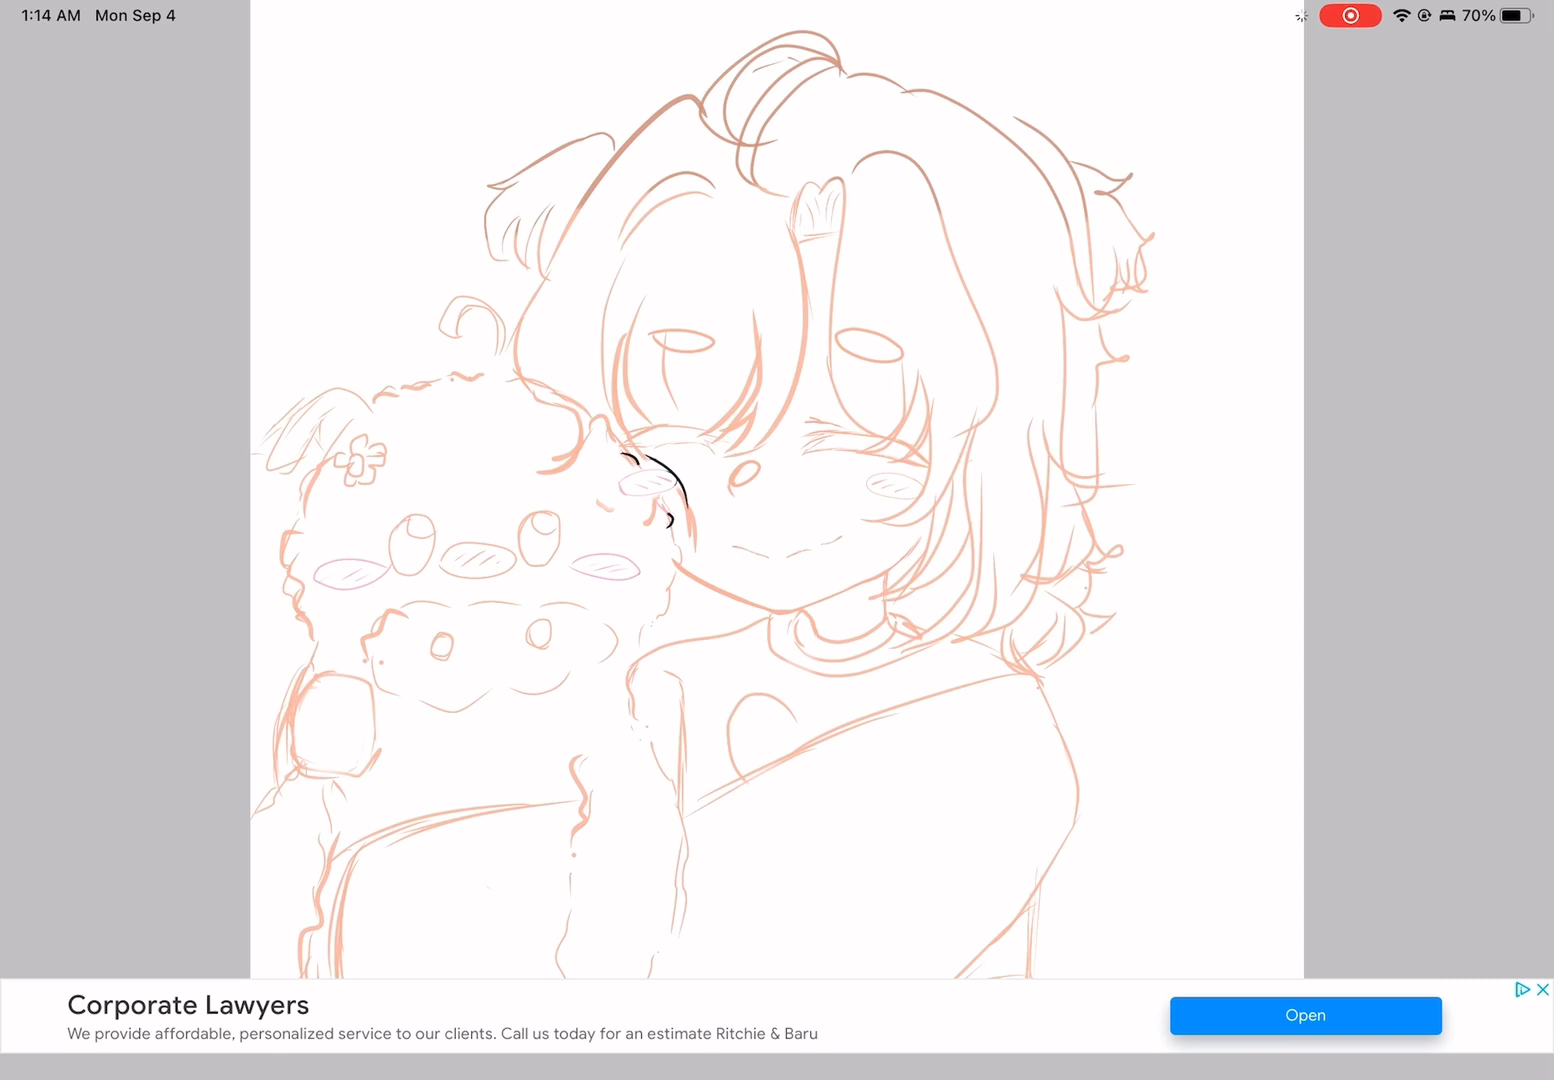 1:14 AM Mon Sep 4
70%
Corporate Lawyers
We provide affordable, personalized service to our clients. Call us today for an estimate Ritchie & Baru
Open